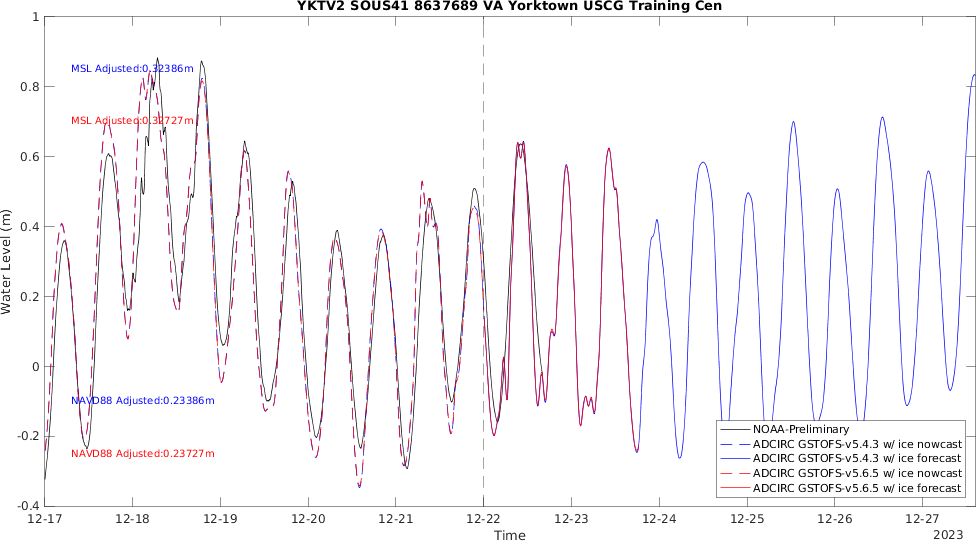 YKTV2 SOUS41 8637689 VA Yorktown USCG Training Cen
1
0.8
0.6
0.4
0.2
0
-0.2
-0.4
Water Level (m)
MSL Adjusted:0.32386m
MSL Adjusted:0.32727m
NAVD88 Adjusted:0.23386m
NAVD88 Adjusted:0.23727m
NOAA-Preliminary
ADCIRC GSTOFS-v5.4.3 w/ ice nowcast
ADCIRC GSTOFS-v5.4.3 w/ ice forecast
ADCIRC GSTOFS-v5.6.5 w/ ice nowcast
ADCIRC GSTOFS-v5.6.5 w/ ice forecast
12-17 12-18 12-19 12-20 12-21 12-22 12-23 12-24 12-25 12-26 12-27
Time
2023